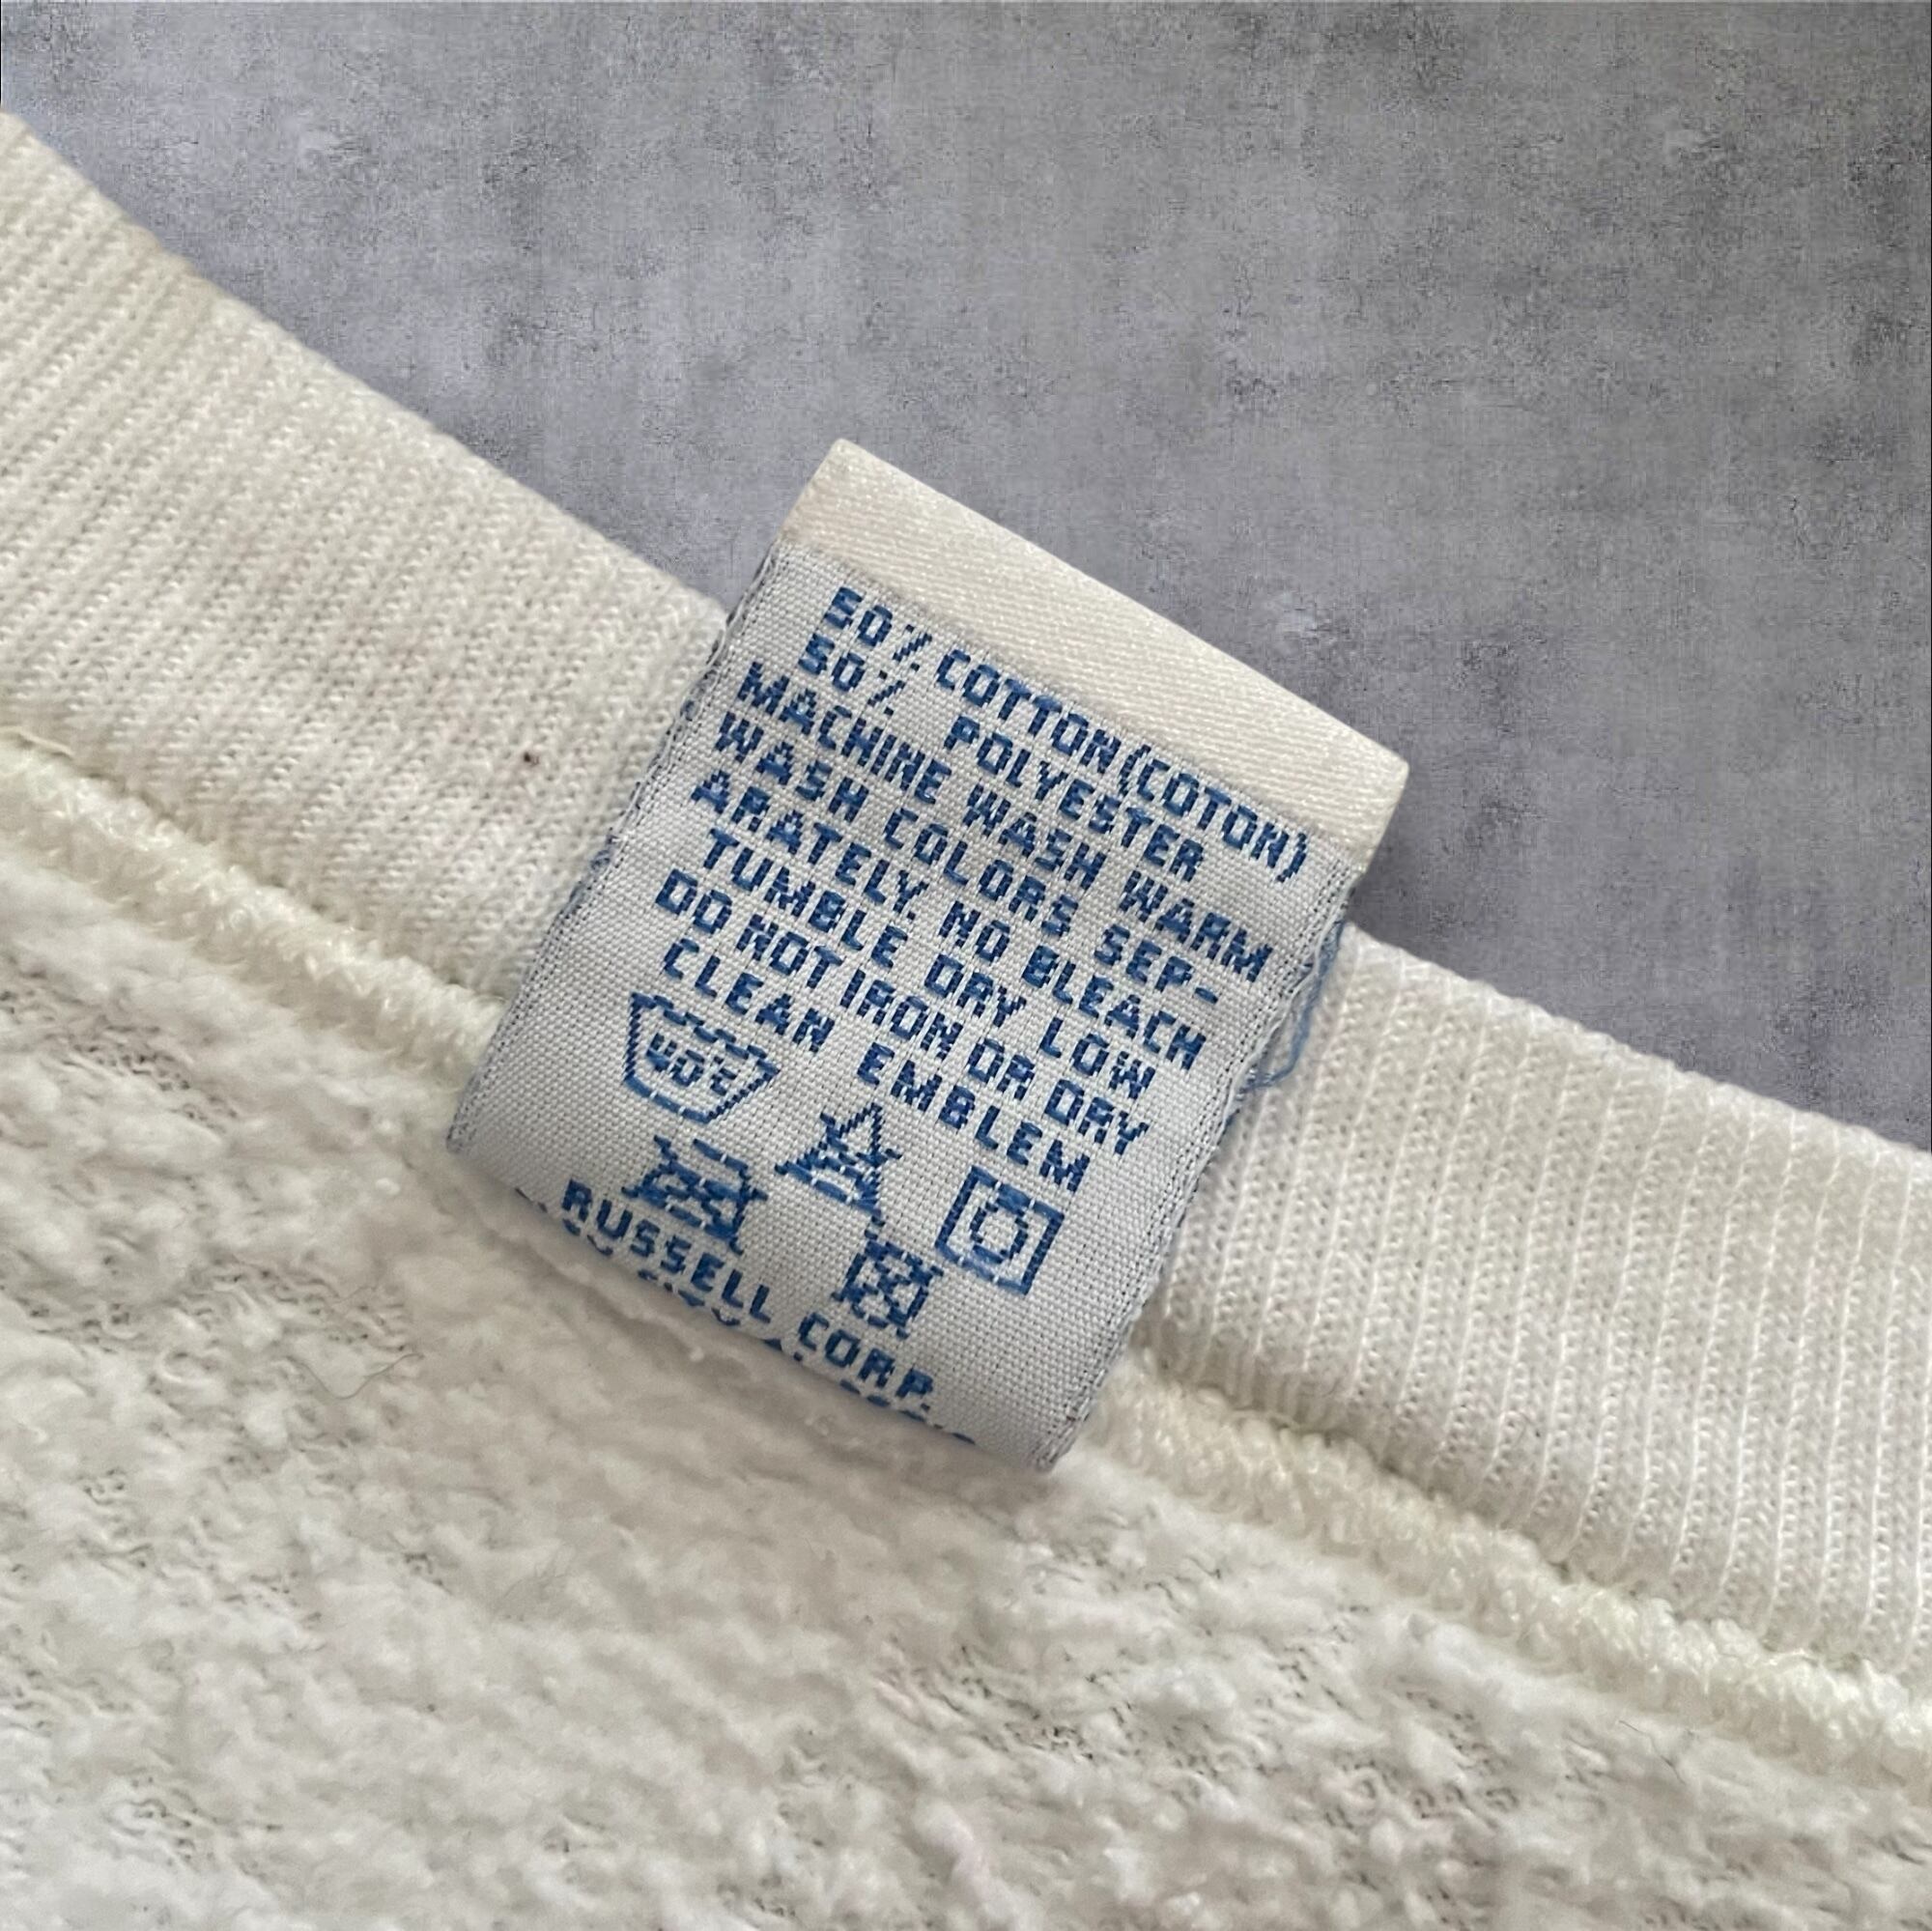 50% COTTON(COTON)
50% POLYESTER
MACHINE WASH WARM
WASH COLORS SEP-
ARATELY. NO BLEACH
TUMBLE DRY LOW
DO NOT IRON OR DRY
CLEAN EMBLEM
40°C
RUSSELL CORP.